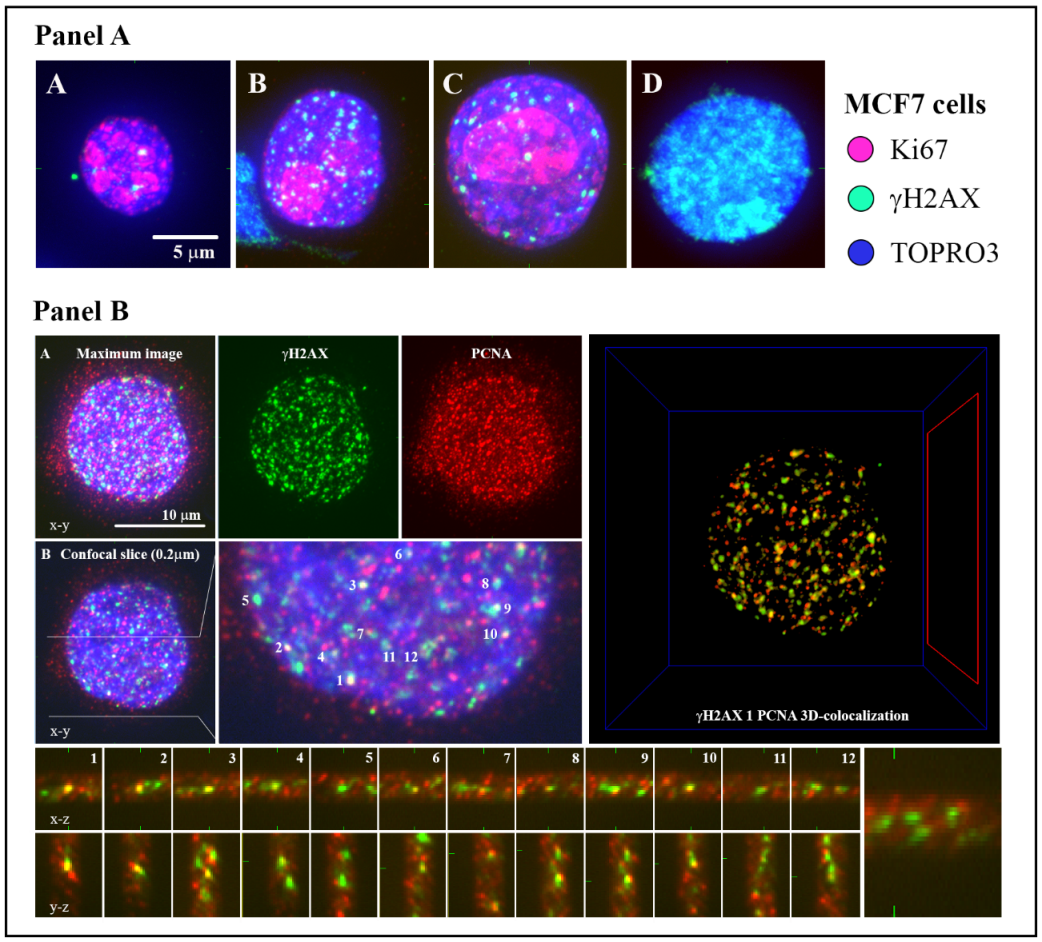 Panel A
A
B
C
D
5 μm
MCF7 cells
Ki67
γH2AX
TOPRO3
Panel B
A Maximum image
γH2AX
PCNA
x-y
10 μm
B Confocal slice (0.2μm)
x-y
6
3
8
5
9
7
10
2
4
11 12
1
γH2AX 1 PCNA 3D-colocalization
1 2 3 4 5 6 7 8 9 10 11 12
x-z
y-z